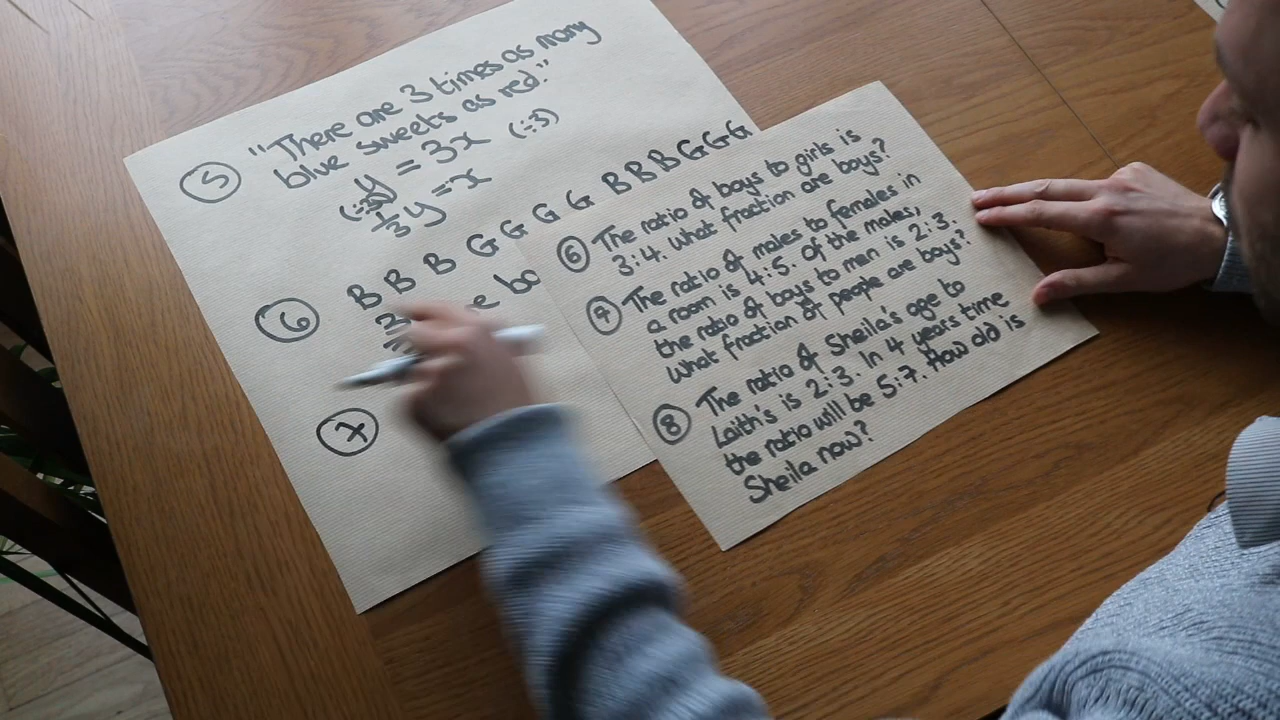 5 "There are 3 times as many
blue sweets as red."
(÷3) y = 3x (÷3)
1/3 y = x
6 B B B G G G G B B B G G G
3
7
6 The ratio of boys to girls is
3:4. What fraction are boys?
7 The ratio of males to females in
a room is 4:5. Of the males,
the ratio of boys to men is 2:3.
What fraction of people are boys?
8 The ratio of Sheila's age to
Laith's is 2:3. In 4 years time
the ratio will be 5:7. How old is
Sheila now?